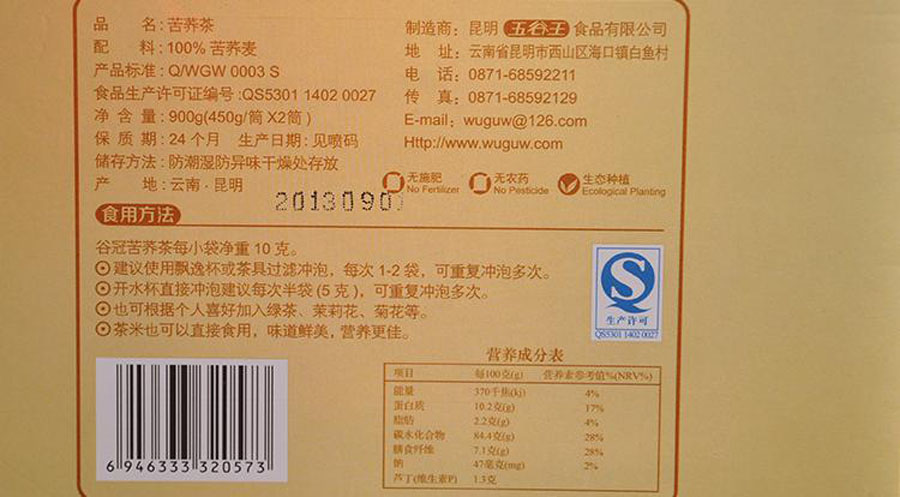 品 名:苦荞茶
配 料:100% 苦荞麦
产品标准:Q/WGW 0003 S
食品生产许可证编号:QS5301 1402 0027
净 含 量:900g(450g/筒 X2筒)
保 质 期:24个月 生产日期:见喷码
储存方法:防潮湿防异味干燥处存放
产 地:云南·昆明
制造商:昆明 五谷王 食品有限公司
地 址:云南省昆明市西山区海口镇白鱼村
电 话:0871-68592211
传 真:0871-68592129
E-mail:wuguw@126.com
Http://www.wuguw.com
无施肥
No Fertilizer
无农药
No Pesticide
生态种植
Ecological Planting
2013090
食用方法
谷冠苦荞茶每小袋净重10克。
⊙建议使用飘逸杯或茶具过滤冲泡，每次1-2袋，可重复冲泡多次。
⊙开水杯直接冲泡建议每次半袋(5克)，可重复冲泡多次。
⊙也可根据个人喜好加入绿茶、茉莉花、菊花等。
⊙茶米也可以直接食用，味道鲜美，营养更佳。
生产许可
QS5301 1402 0027
营养成分表
项目 每100克(g) 营养素参考值%(NRV%)
能量 370千焦(kj) 4%
蛋白质 10.2克(g) 17%
脂肪 2.2克(g) 4%
碳水化合物 84.4克(g) 28%
膳食纤维 7.1克(g) 28%
钠 47毫克(mg) 2%
芦丁(维生素P) 1.3克
6 946333 320573